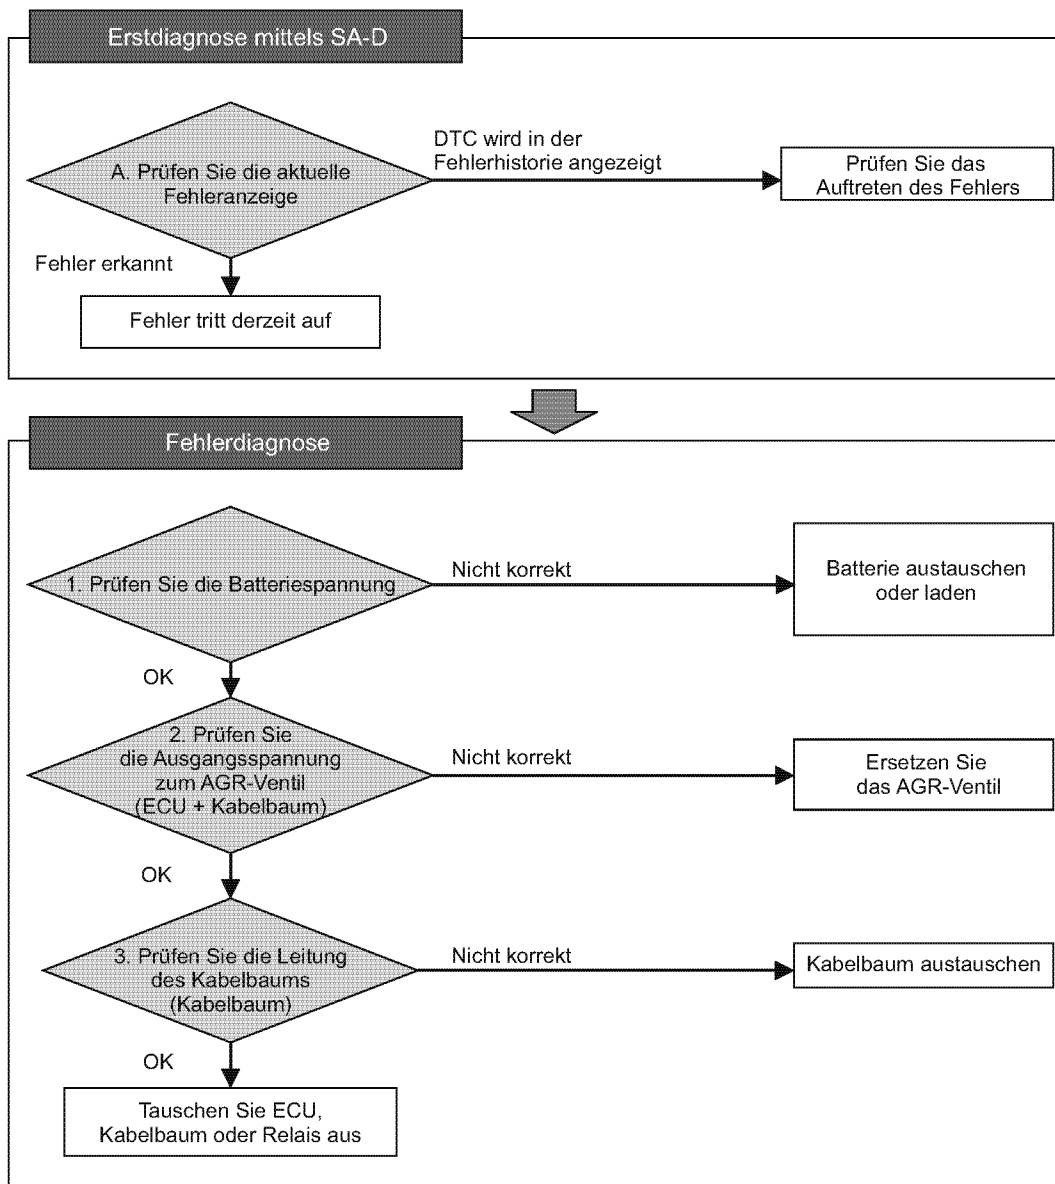 Erstdiagnose mittels SA-D
A. Prüfen Sie die aktuelle
Fehleranzeige
DTC wird in der
Fehlerhistorie angezeigt
Prüfen Sie das
Auftreten des Fehlers
Fehler erkannt
Fehler tritt derzeit auf
Fehlerdiagnose
1. Prüfen Sie die Batteriespannung
Nicht korrekt
Batterie austauschen
oder laden
OK
2. Prüfen Sie
die Ausgangsspannung
zum AGR-Ventil
(ECU + Kabelbaum)
Nicht korrekt
Ersetzen Sie
das AGR-Ventil
OK
3. Prüfen Sie die Leitung
des Kabelbaums
(Kabelbaum)
Nicht korrekt
Kabelbaum austauschen
OK
Tauschen Sie ECU,
Kabelbaum oder Relais aus